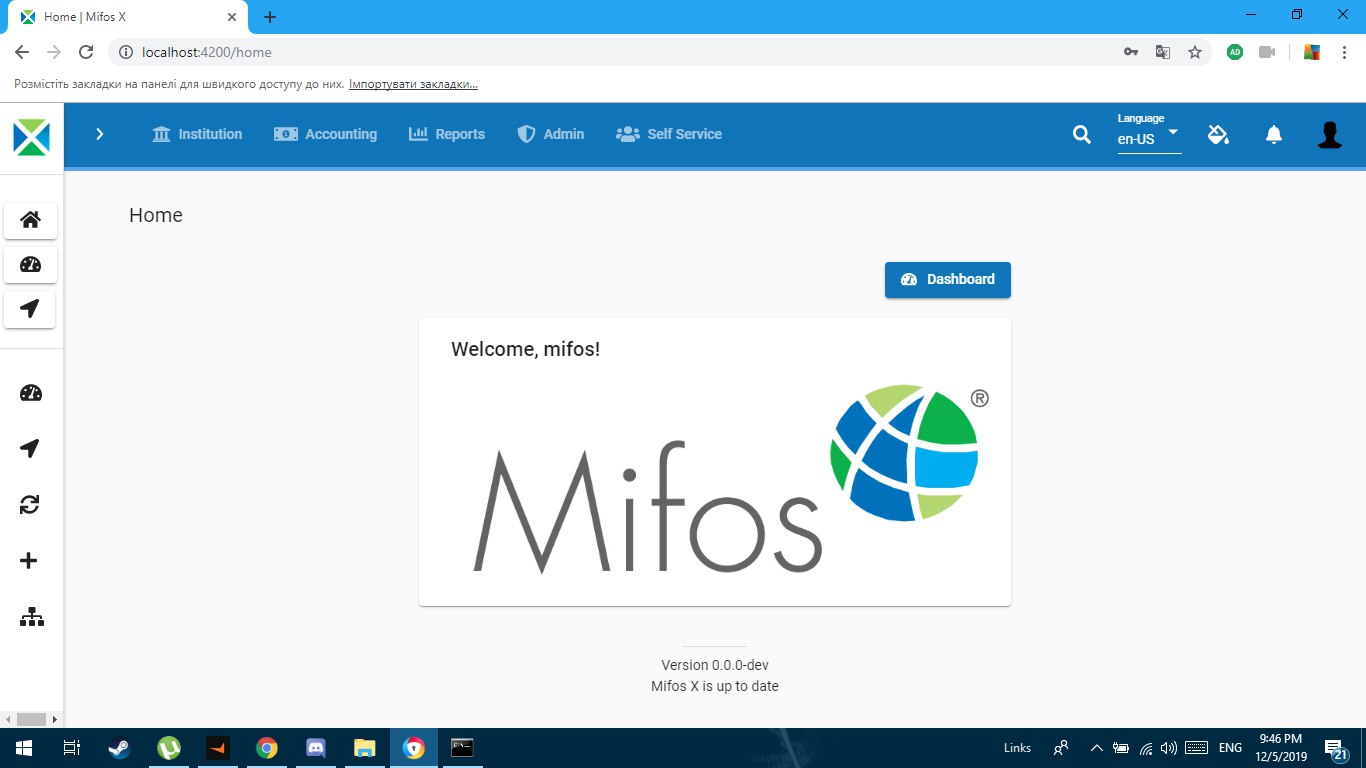 Home | Mifos X
localhost:4200/home
Розмістіть закладки на панелі для швидкого доступу до них. Імпортувати закладки...
Institution Accounting Reports Admin Self Service
Language
en-US
Home
Dashboard
Welcome, mifos!
Mifos®
Version 0.0.0-dev
Mifos X is up to date
Links ENG
9:46 PM
12/5/2019
21